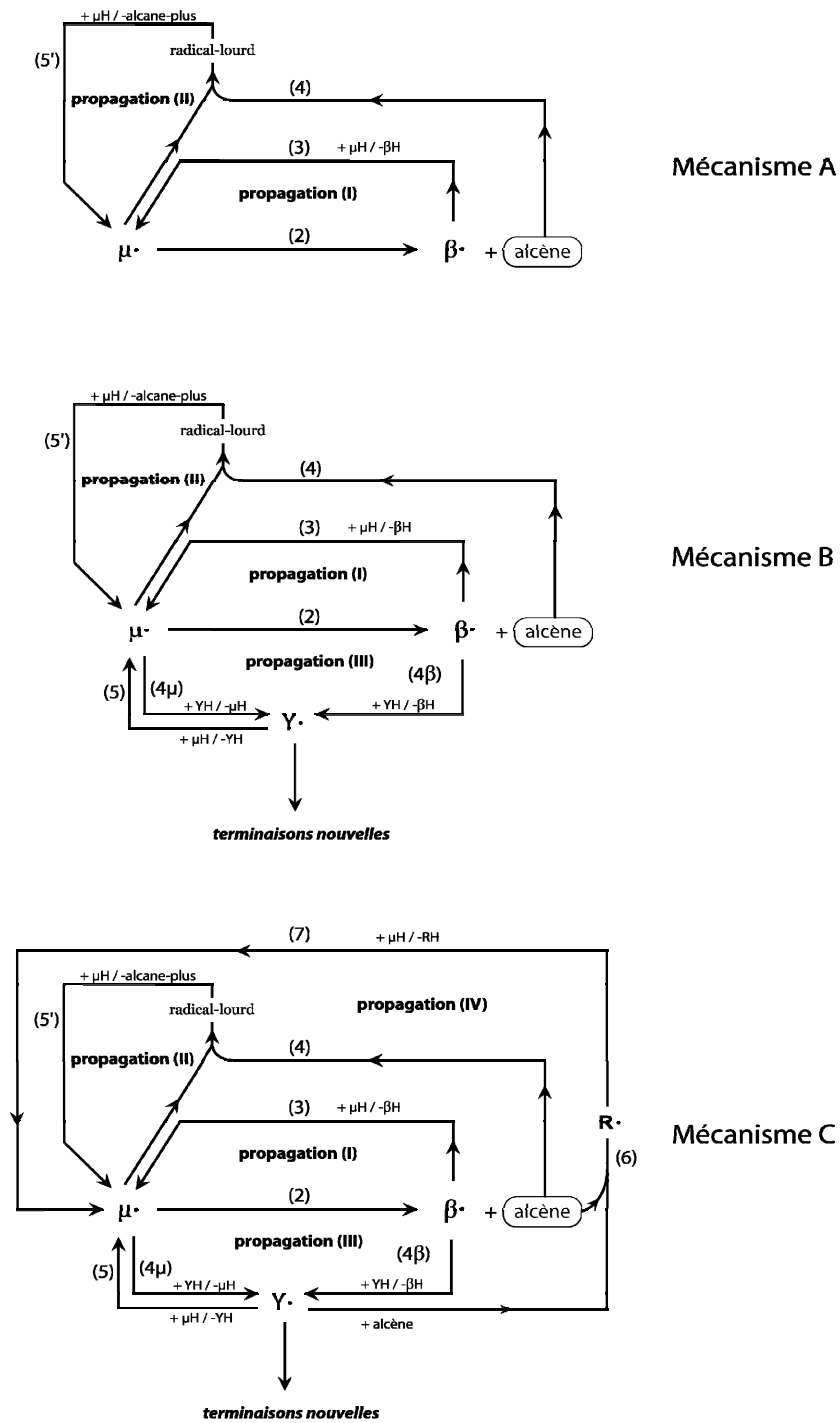 + μH / -alcane-plus
(5')
radical-lourd
propagation (II)
(4)
(3) + μH / -βH
Mécanisme A
propagation (I)
(2)
μ• β• + alcène
+ μH / -alcane-plus
(5')
radical-lourd
propagation (II)
(4)
(3) + μH / -βH
Mécanisme B
propagation (I)
(2)
μ• β• + alcène
propagation (III)
(5) (4μ) (4β)
+ YH / -μH Y• + YH / -βH
+ μH / -YH
terminaisons nouvelles
(7) + μH / -RH
+ μH / -alcane-plus
propagation (IV)
(5')
radical-lourd
propagation (II)
(4)
(3) + μH / -βH
R•
Mécanisme C
propagation (I)
(6)
(2)
μ• β• + alcène
propagation (III)
(5) (4μ) (4β)
+ YH / -μH Y• + YH / -βH
+ μH / -YH + alcène
terminaisons nouvelles